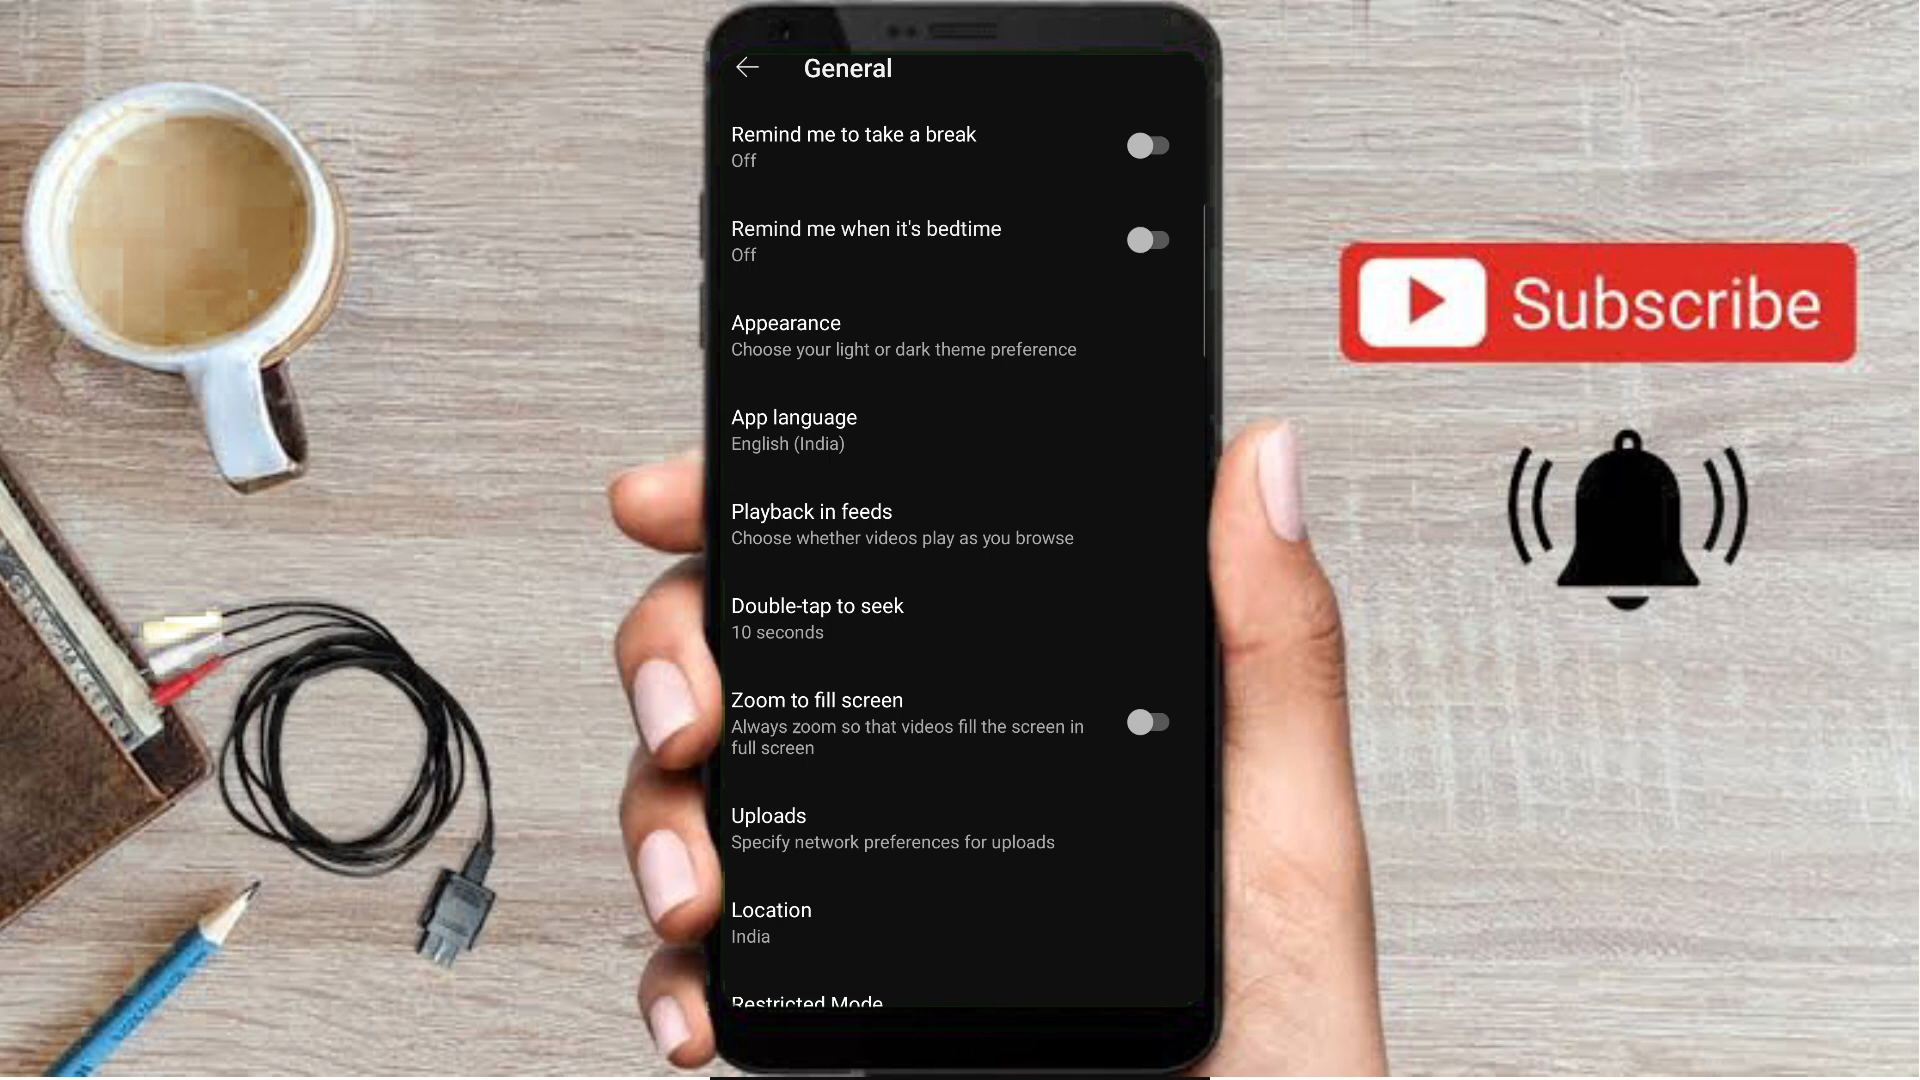 General
Remind me to take a break
Off
Remind me when it's bedtime
Off
Appearance
Choose your light or dark theme preference
App language
English (India)
Playback in feeds
Choose whether videos play as you browse
Double-tap to seek
10 seconds
Zoom to fill screen
Always zoom so that videos fill the screen in
full screen
Uploads
Specify network preferences for uploads
Location
India
Restricted Mode
Subscribe